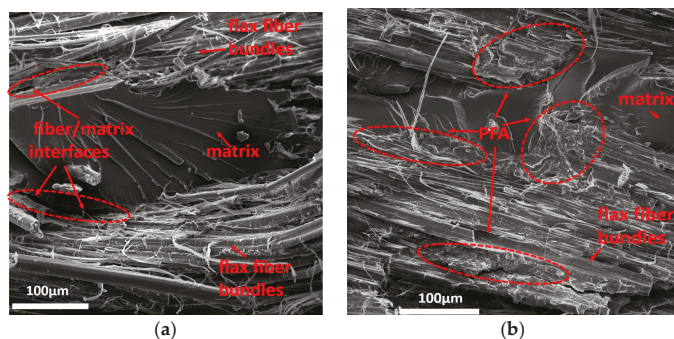 flax fiber
bundles
fiber/matrix
interfaces
matrix
flax fiber
bundles
100μm
(a)
b
PFA
matrix
flax fiber
bundles
100μm
(b)